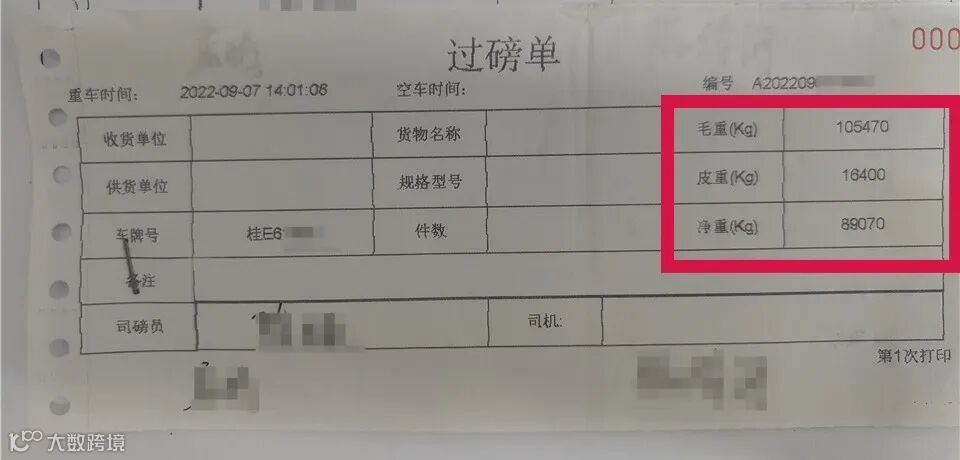 000
过磅单
重车时间: 2022-09-07 14:01:06 空车时间: 编号 A202209
收货单位 货物名称 毛重(Kg) 105470
供货单位 规格型号 皮重(Kg) 16400
车牌号 桂E6 件数 净重(Kg) 89070
备注
司磅员 司机:
第1次打印
大数跨境